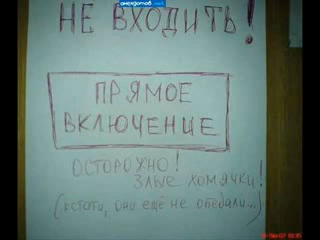 НЕ ВХОДИТЬ!
ПРЯМОЕ
ВКЛЮЧЕНИЕ
ОСТОРОЖНО!
ЗЛЫЕ ХОМЯЧКИ!
(кстати, они ещё не обедали...)